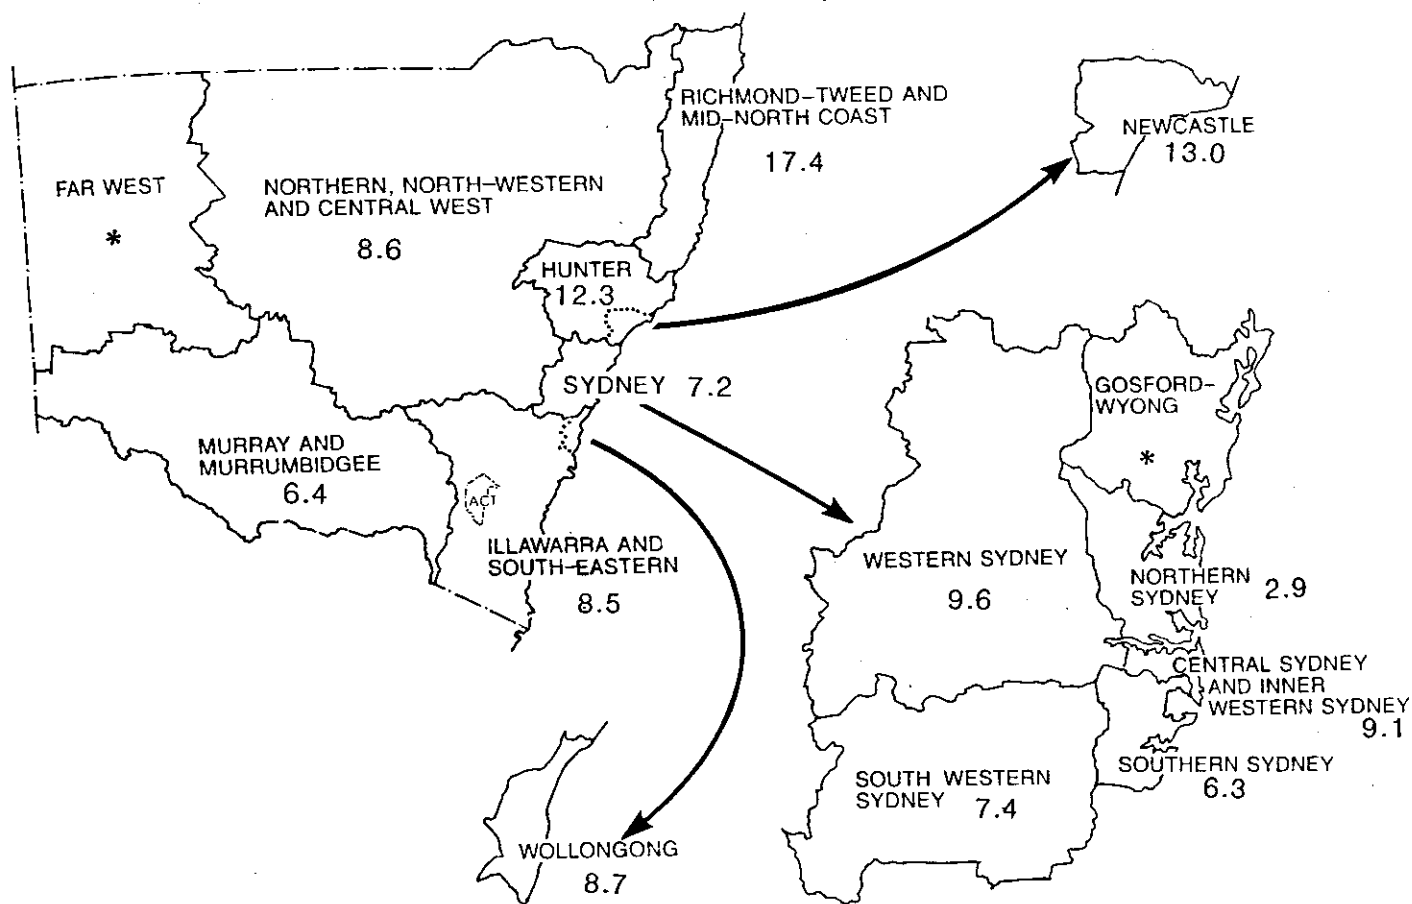 RICHMOND–TWEED AND
MID–NORTH COAST
17.4
NEWCASTLE
13.0
FAR WEST
*
NORTHERN, NORTH–WESTERN
AND CENTRAL WEST
8.6
HUNTER
12.3
SYDNEY 7.2
GOSFORD–
WYONG
*
MURRAY AND
MURRUMBIDGEE
6.4
ACT
ILLAWARRA AND
SOUTH–EASTERN
8.5
WESTERN SYDNEY
9.6
NORTHERN
SYDNEY 2.9
CENTRAL SYDNEY
AND INNER
WESTERN SYDNEY
9.1
SOUTHERN SYDNEY
6.3
SOUTH WESTERN
SYDNEY 7.4
WOLLONGONG
8.7